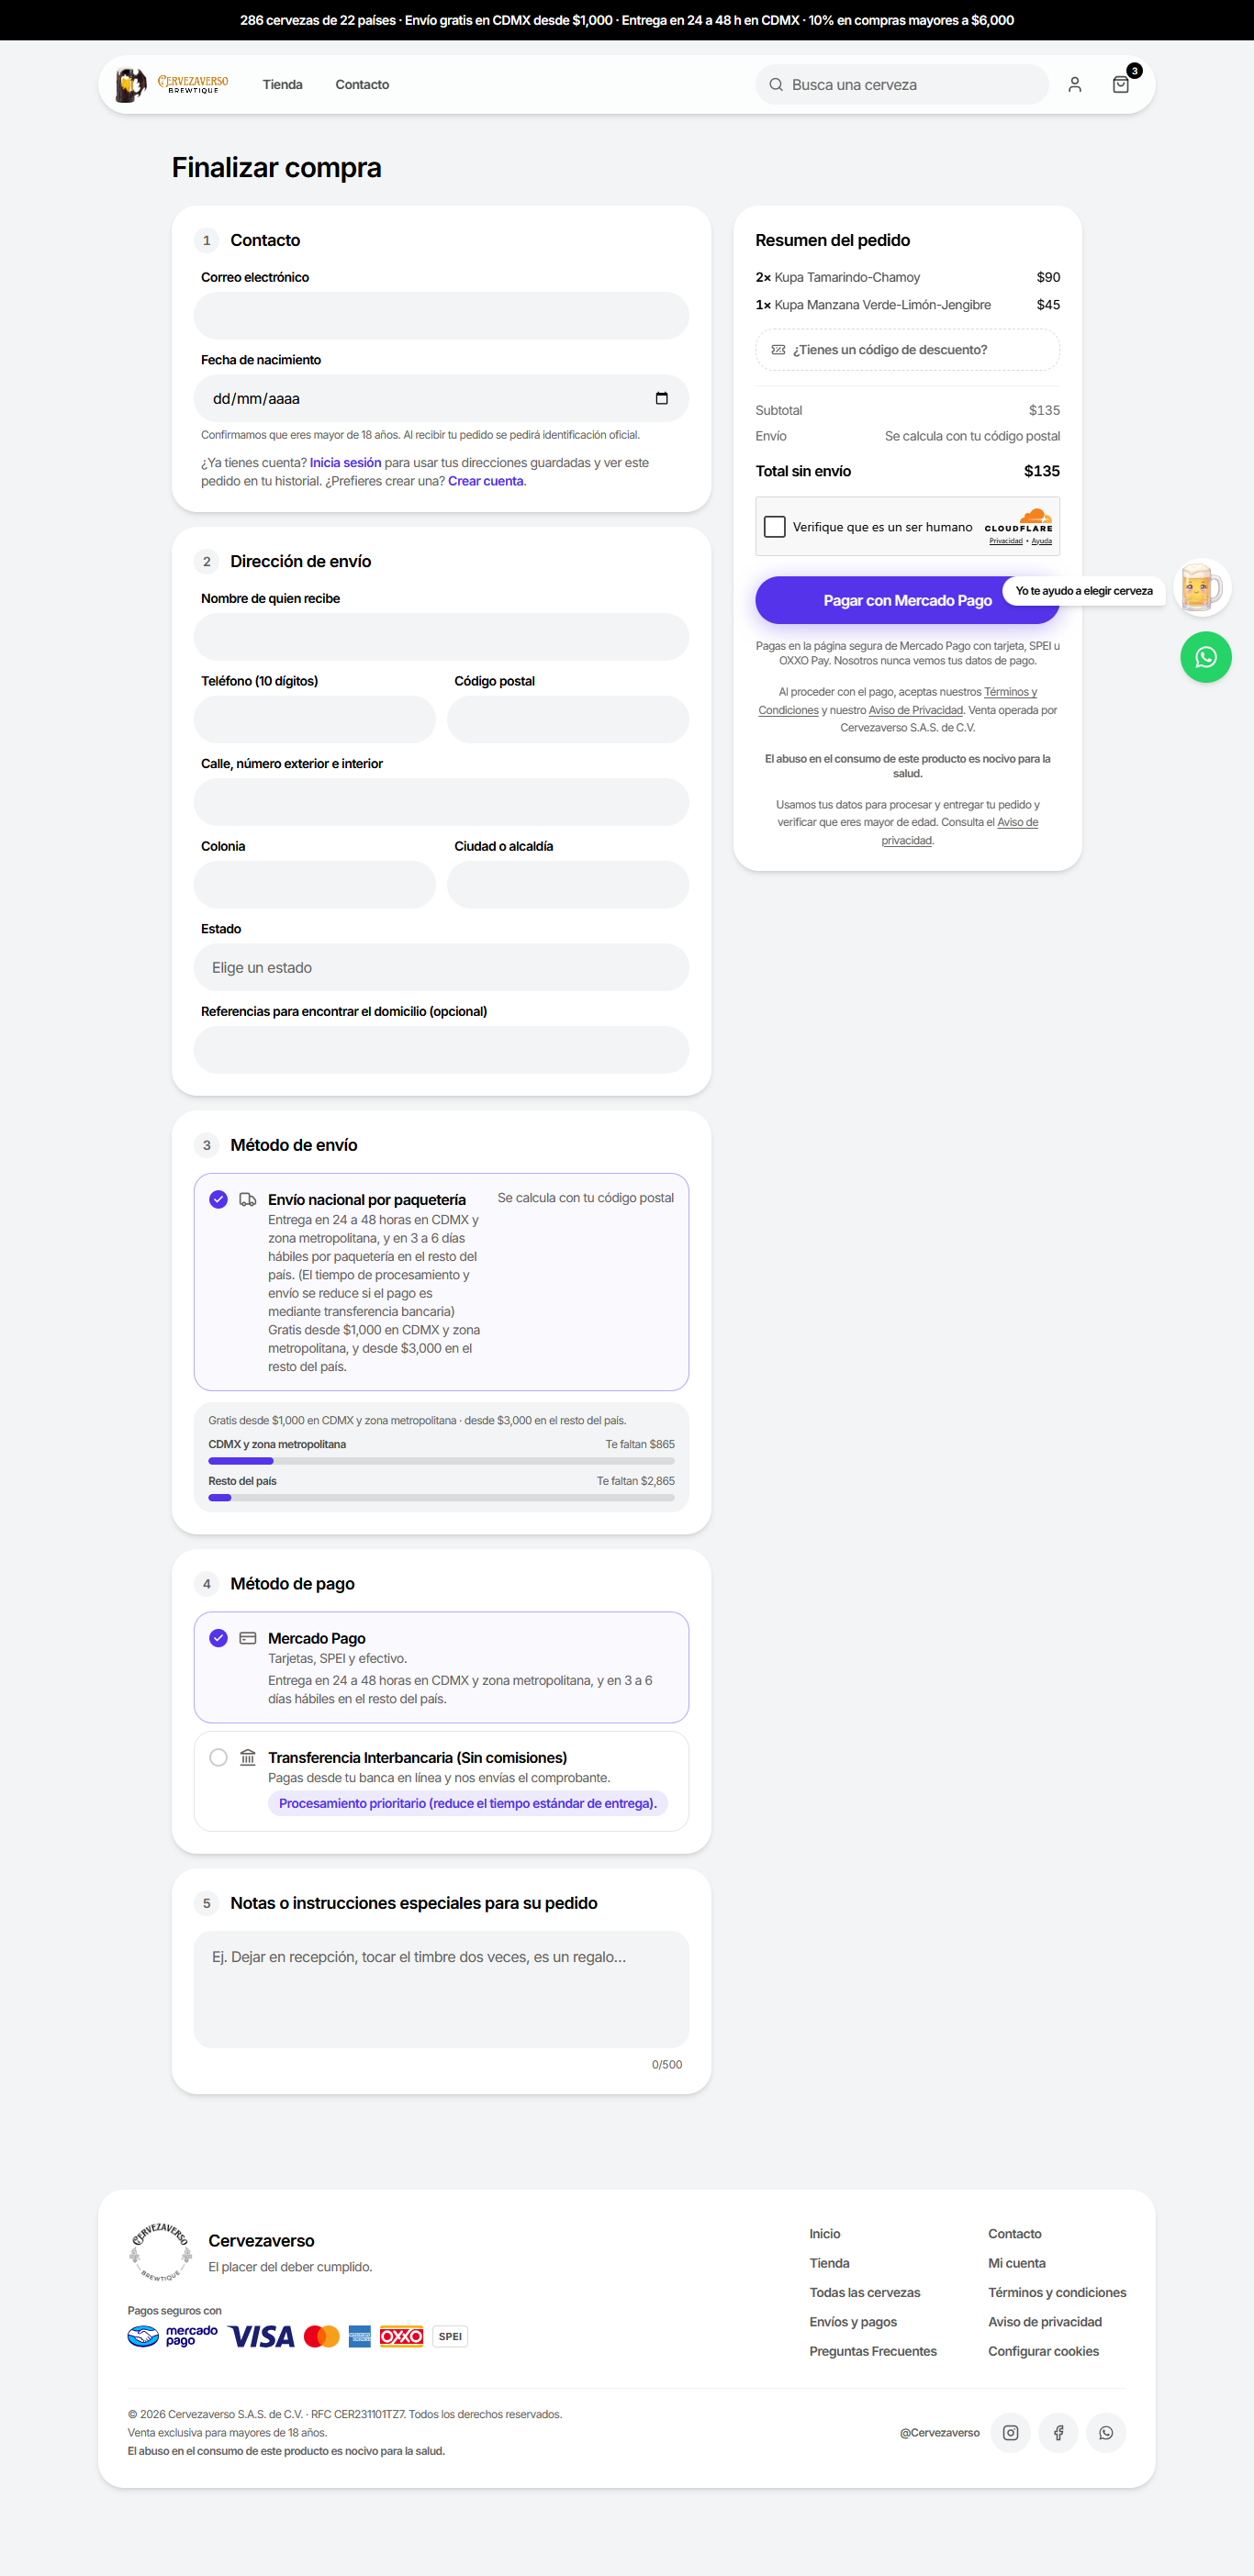 286 cervezas de 22 países · Envío gratis en CDMX desde $1,000 · Entrega en 24 a 48 h en CDMX · 10% en compras mayores a $6,000
CERVEZAVERSO
BREWTIQUE
Tienda
Contacto
Busca una cerveza
3
Finalizar compra
1 Contacto
Correo electrónico
Fecha de nacimiento
dd/mm/aaaa
Confirmamos que eres mayor de 18 años. Al recibir tu pedido se pedirá identificación oficial.
¿Ya tienes cuenta? Inicia sesión para usar tus direcciones guardadas y ver este
pedido en tu historial. ¿Prefieres crear una? Crear cuenta.
2 Dirección de envío
Nombre de quien recibe
Teléfono (10 dígitos)
Código postal
Calle, número exterior e interior
Colonia
Ciudad o alcaldía
Estado
Elige un estado
Referencias para encontrar el domicilio (opcional)
3 Método de envío
Envío nacional por paquetería
Se calcula con tu código postal
Entrega en 24 a 48 horas en CDMX y
zona metropolitana, y en 3 a 6 días
hábiles por paquetería en el resto del
país. (El tiempo de procesamiento y
envío se reduce si el pago es
mediante transferencia bancaria)
Gratis desde $1,000 en CDMX y zona
metropolitana, y desde $3,000 en el
resto del país.
Gratis desde $1,000 en CDMX y zona metropolitana · desde $3,000 en el resto del país.
CDMX y zona metropolitana
Te faltan $865
Resto del país
Te faltan $2,865
4 Método de pago
Mercado Pago
Tarjetas, SPEI y efectivo.
Entrega en 24 a 48 horas en CDMX y zona metropolitana, y en 3 a 6
días hábiles en el resto del país.
Transferencia Interbancaria (Sin comisiones)
Pagas desde tu banca en línea y nos envías el comprobante.
Procesamiento prioritario (reduce el tiempo estándar de entrega).
5 Notas o instrucciones especiales para su pedido
Ej. Dejar en recepción, tocar el timbre dos veces, es un regalo...
0/500
Resumen del pedido
2× Kupa Tamarindo-Chamoy $90
1× Kupa Manzana Verde-Limón-Jengibre $45
¿Tienes un código de descuento?
Subtotal $135
Envío Se calcula con tu código postal
Total sin envío $135
Verifique que es un ser humano
CLOUDFLARE
Privacidad • Ayuda
Pagar con Mercado Pago
Yo te ayudo a elegir cerveza
Pagas en la página segura de Mercado Pago con tarjeta, SPEI u
OXXO Pay. Nosotros nunca vemos tus datos de pago.
Al proceder con el pago, aceptas nuestros Términos y
Condiciones y nuestro Aviso de Privacidad. Venta operada por
Cervezaverso S.A.S. de C.V.
El abuso en el consumo de este producto es nocivo para la
salud.
Usamos tus datos para procesar y entregar tu pedido y
verificar que eres mayor de edad. Consulta el Aviso de
privacidad.
CERVEZAVERSO
BREWTIQUE
Cervezaverso
El placer del deber cumplido.
Pagos seguros con
mercado
pago
VISA
AMERICAN
EXPRESS
OXXO
SPEI
Inicio
Tienda
Todas las cervezas
Envíos y pagos
Preguntas Frecuentes
Contacto
Mi cuenta
Términos y condiciones
Aviso de privacidad
Configurar cookies
© 2026 Cervezaverso S.A.S. de C.V. · RFC CER231101TZ7. Todos los derechos reservados.
Venta exclusiva para mayores de 18 años.
El abuso en el consumo de este producto es nocivo para la salud.
@Cervezaverso